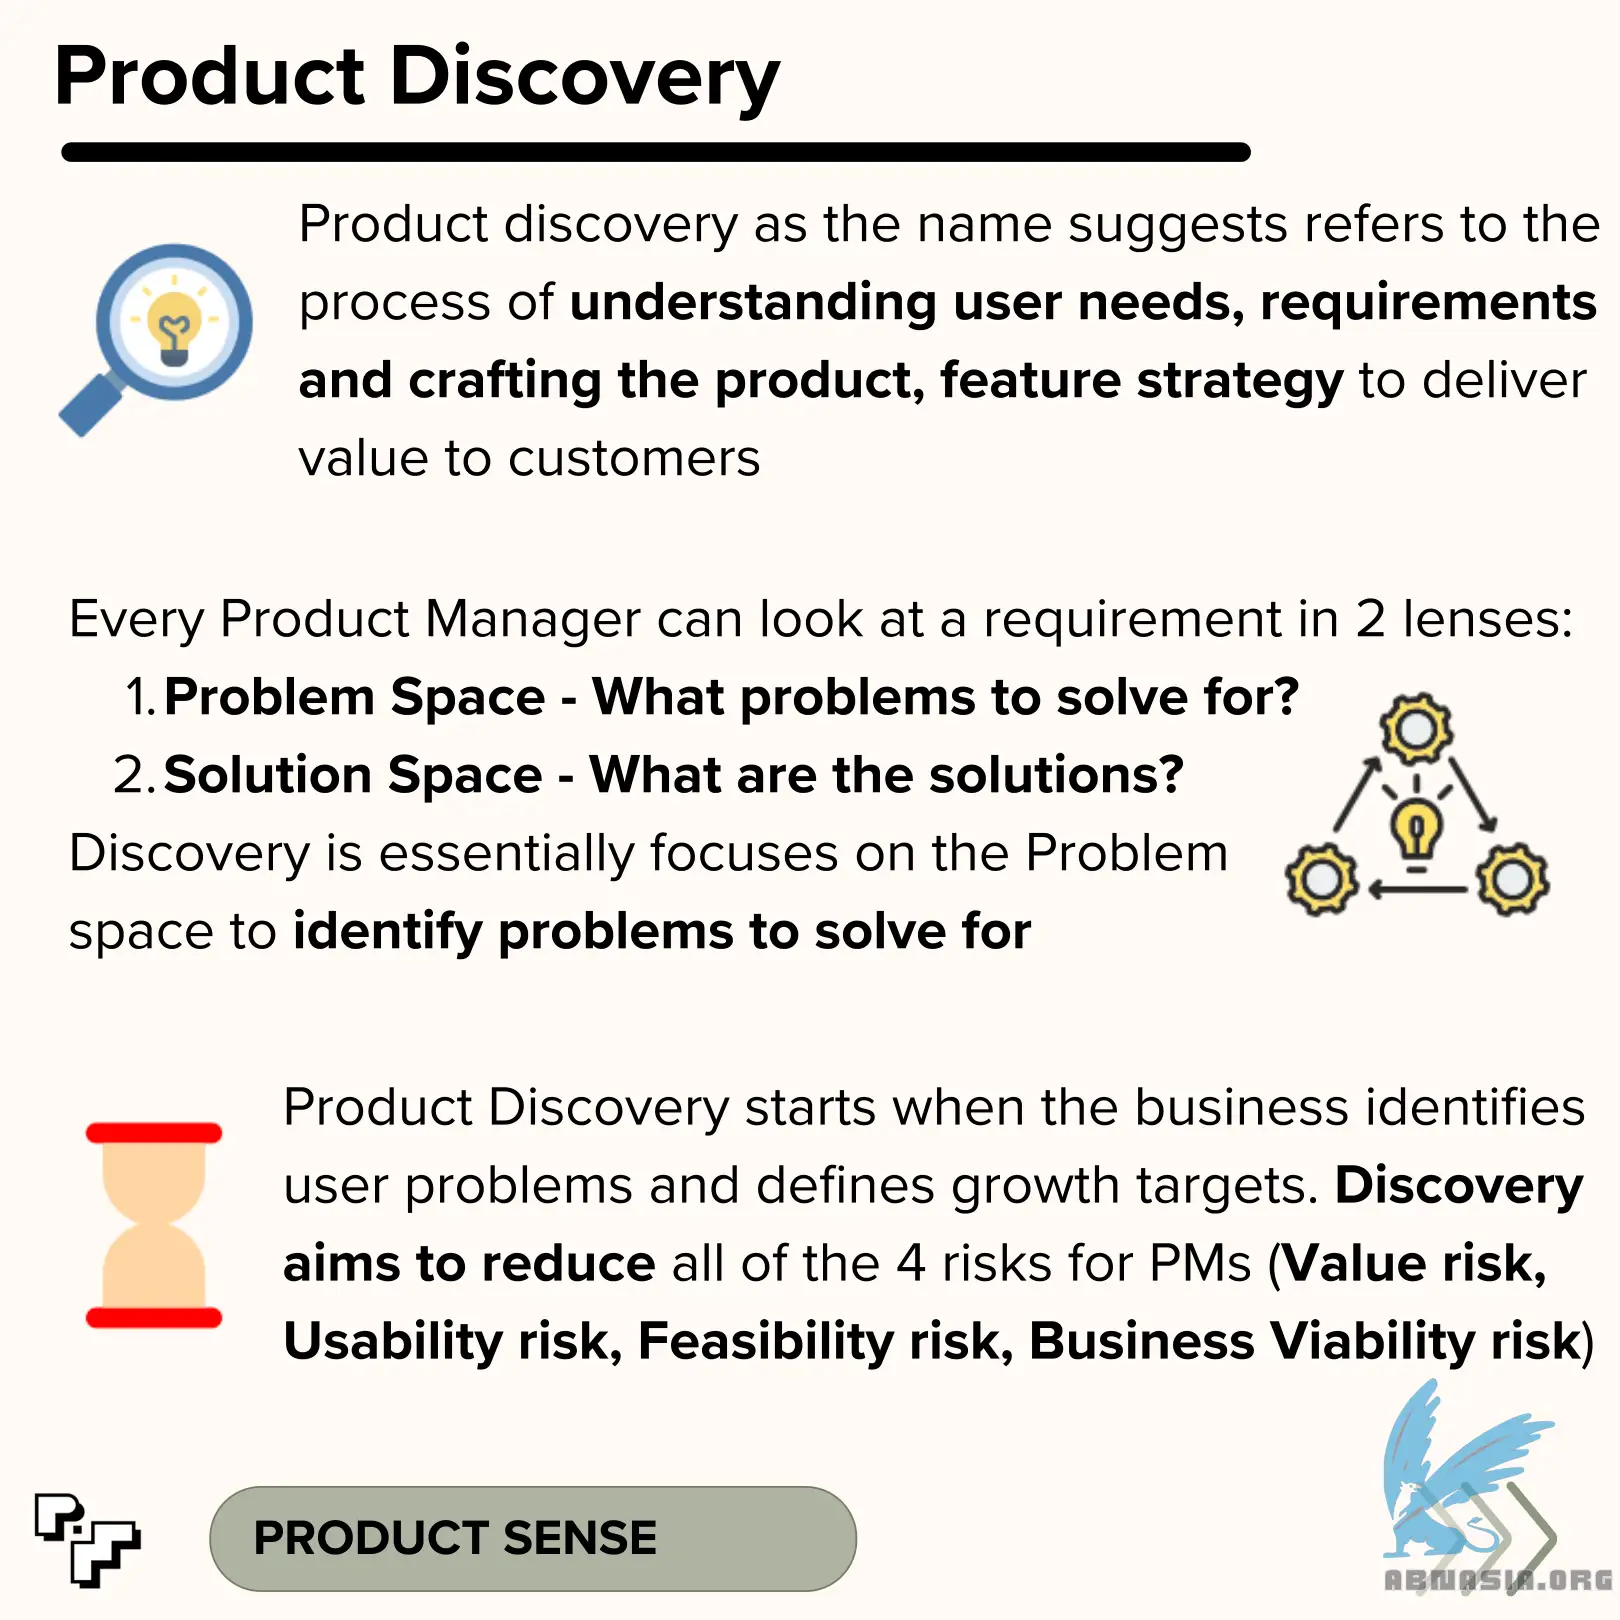 Product Discovery
Product discovery as the name suggests refers to the
process of understanding user needs, requirements
and crafting the product, feature strategy to deliver
value to customers
Every Product Manager can look at a requirement in 2 lenses:
1. Problem Space - What problems to solve for?
2. Solution Space - What are the solutions?
Discovery is essentially focuses on the Problem
space to identify problems to solve for
Product Discovery starts when the business identifies
user problems and defines growth targets. Discovery
aims to reduce all of the 4 risks for PMs (Value risk,
Usability risk, Feasibility risk, Business Viability risk)
PRODUCT SENSE
ABMASIA.ORG